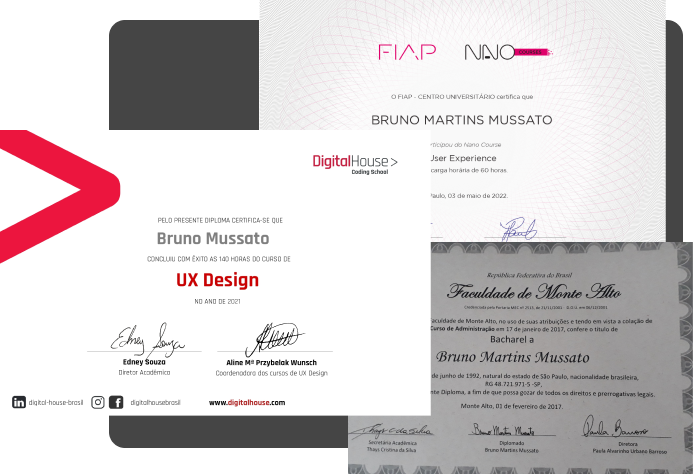 FIAP NANO COURSES
O FIAP - CENTRO UNIVERSITÁRIO certifica que
BRUNO MARTINS MUSSATO
rticipou do Nano Course
User Experience
carga horária de 60 horas.
Paulo, 03 de maio de 2022.
DigitalHouse>
Coding School
PELO PRESENTE DIPLOMA CERTIFICA-SE QUE
Bruno Mussato
CONCLUIU COM ÊXITO AS 140 HORAS DO CURSO DE
UX Design
NO ANO DE 2021
Edney Souza
Diretor Acadêmico
Aline Mª Przybelak Wunsch
Coordenadora dos cursos de UX Design
digital-house-brasil
digitalhousebrasil
www.digitalhouse.com
República Federativa do Brasil
Faculdade de Monte Alto
aculdade de Monte Alto, no uso de suas atribuições e tendo em vista a colação de
Curso de Administração em 17 de janeiro de 2017, confere o título de
Bacharel a
Bruno Martins Mussato
de junho de 1992, natural do estado de São Paulo, nacionalidade brasileira,
RG 48.721.971-5 -SP,
nte Diploma, a fim de que possa gozar de todos os direitos e prerrogativas legais.
Monte Alto, 01 de fevereiro de 2017.
Secretária Acadêmica
Thays Cristina da Silva
Bruno Martins Mussato
Diplomado
Bruno Martins Mussato
Diretora
Paula Alvarinho Urbano Barroso